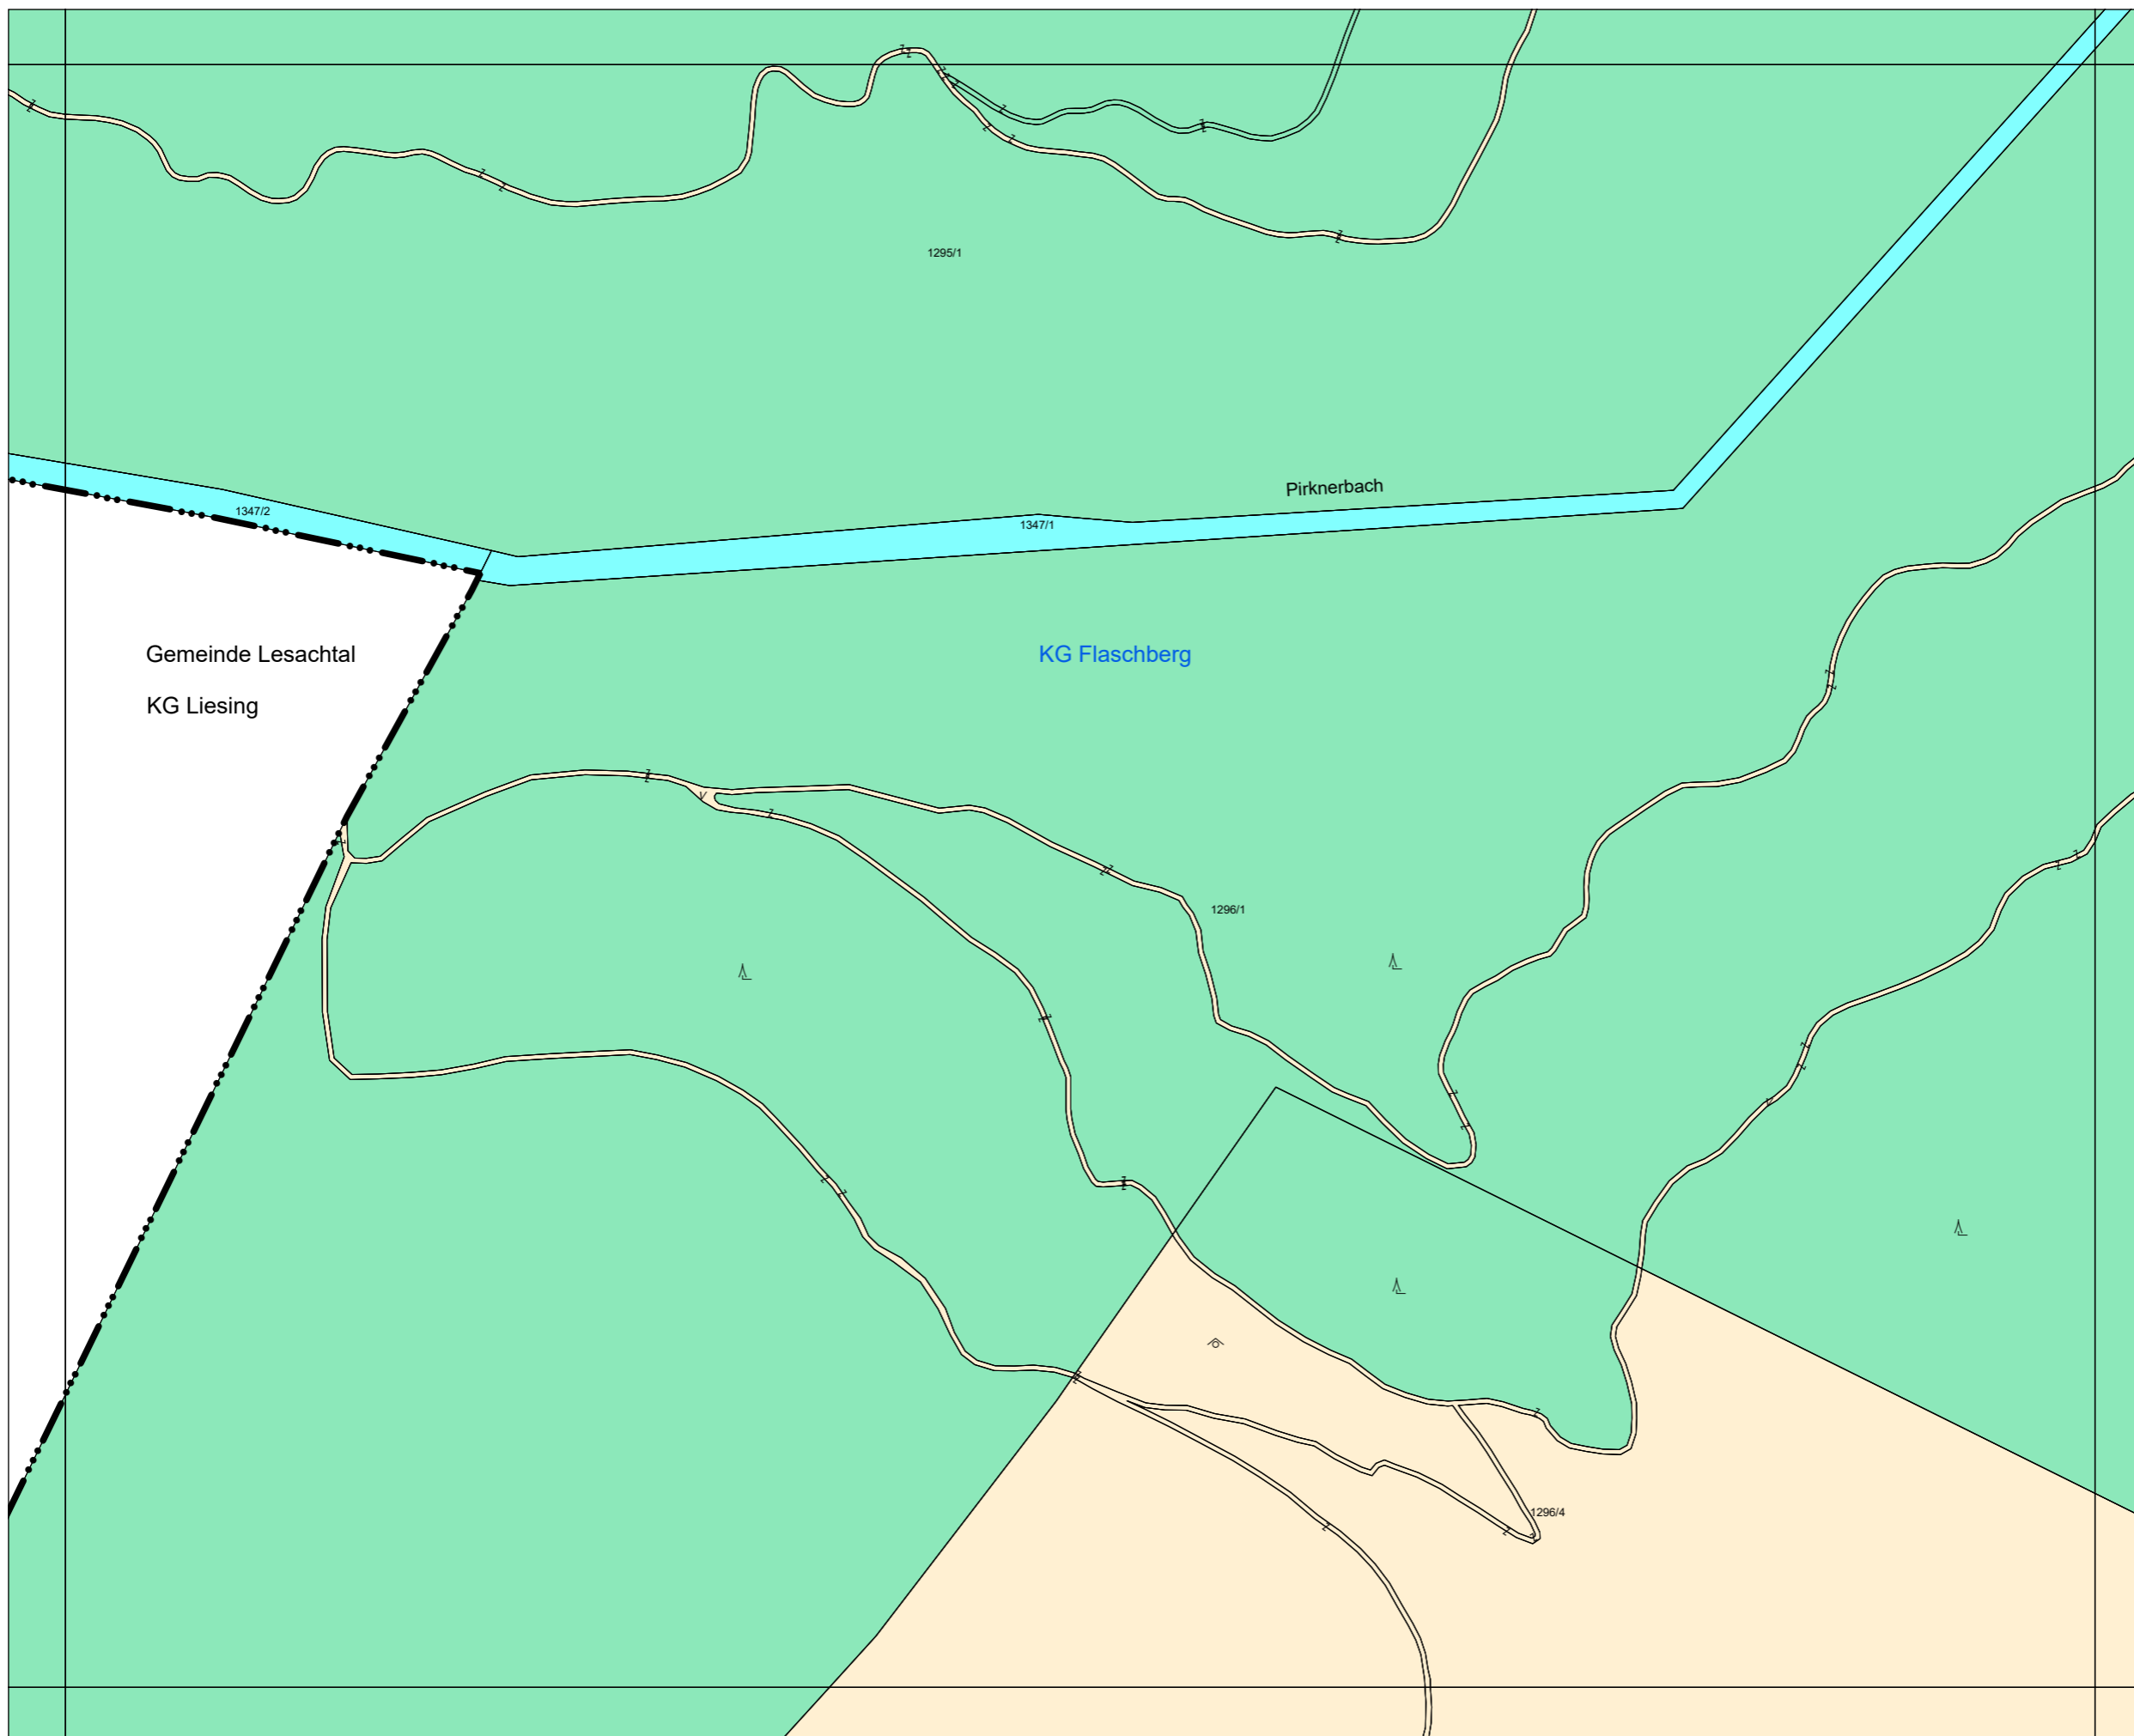 1295/1
Pirknerbach
1347/2
1347/1
Gemeinde Lesachtal
KG Flaschberg
KG Liesing
1296/1
1296/4